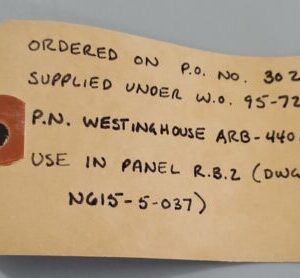 ORDERED ON P.O. NO. 302
SUPPLIED UNDER W.O. 95-72
P.N. WESTINGHOUSE ARB-440
USE IN PANEL R.B.2 (DWG
NG15-5-037)